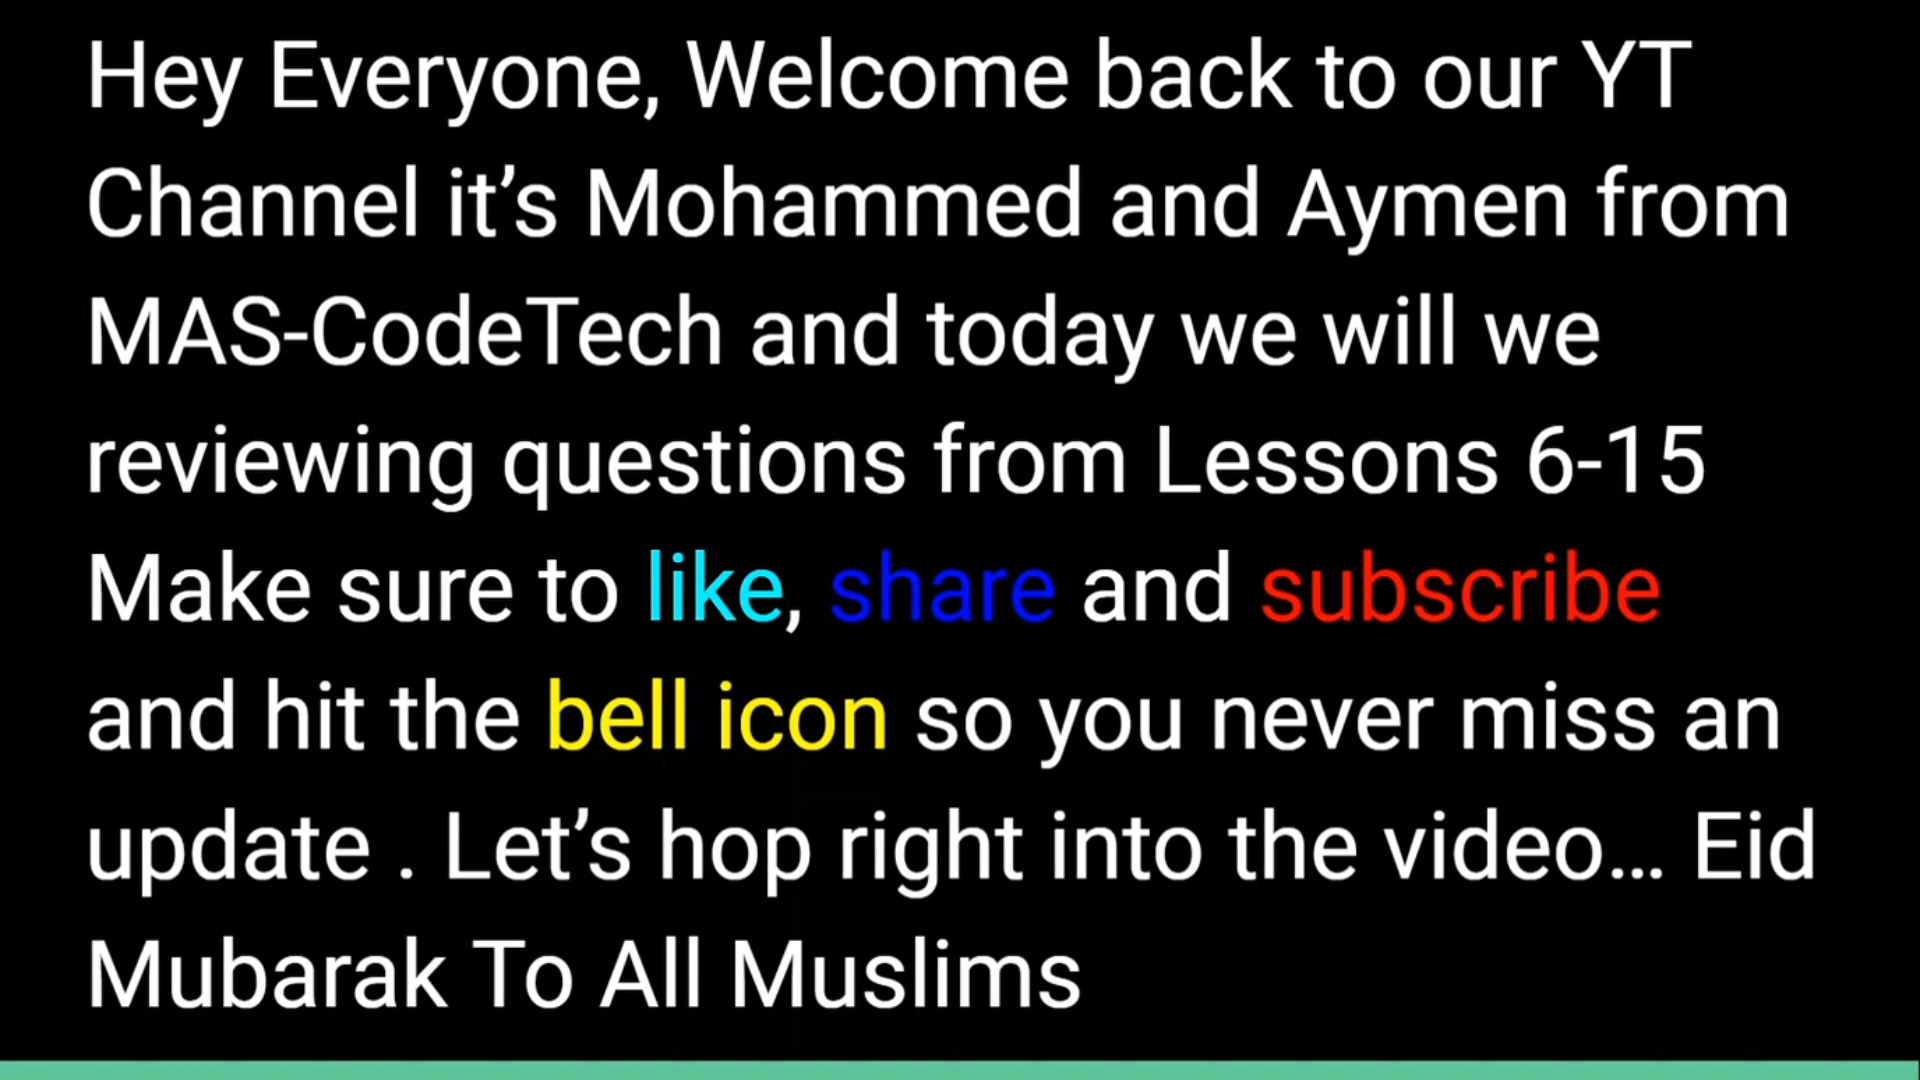 Hey Everyone, Welcome back to our YT
Channel it’s Mohammed and Aymen from
MAS-CodeTech and today we will we
reviewing questions from Lessons 6-15
Make sure to like, share and subscribe
and hit the bell icon so you never miss an
update . Let’s hop right into the video… Eid
Mubarak To All Muslims